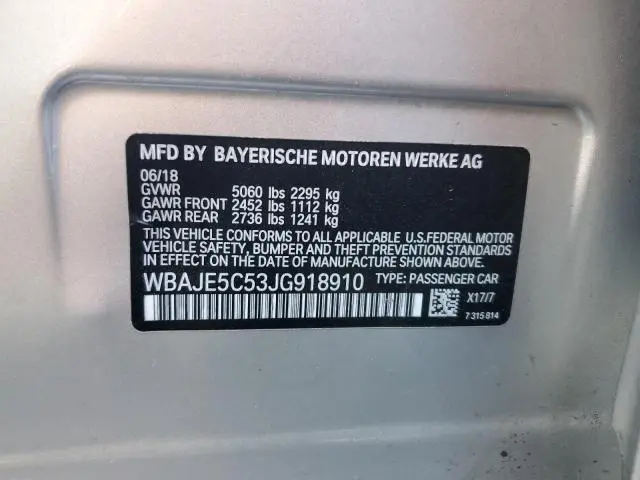 MFD BY BAYERISCHE MOTOREN WERKE AG
06/18
GVWR 5060 lbs 2295 kg
GAWR FRONT 2452 lbs 1112 kg
GAWR REAR 2736 lbs 1241 kg
THIS VEHICLE CONFORMS TO ALL APPLICABLE U.S.FEDERAL MOTOR
VEHICLE SAFETY, BUMPER AND THEFT PREVENTION STANDARDS
IN EFFECT ON THE DATE OF MANUFACTURE SHOWN ABOVE.
WBAJE5C53JG918910 TYPE: PASSENGER CAR
X17/7
7 315 814